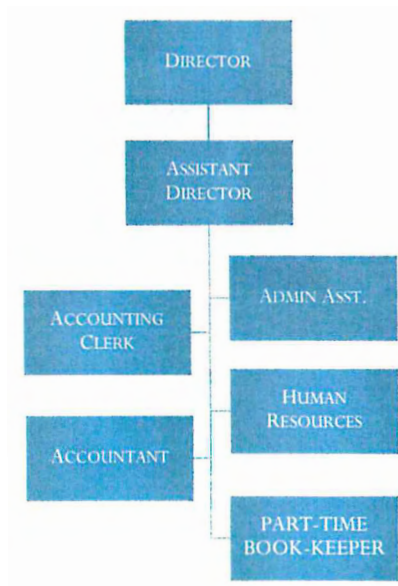 DIRECTOR
ASSISTANT
DIRECTOR
ADMIN ASST.
ACCOUNTING
CLERK
HUMAN
RESOURCES
ACCOUNTANT
PART-TIME
BOOK-KEEPER